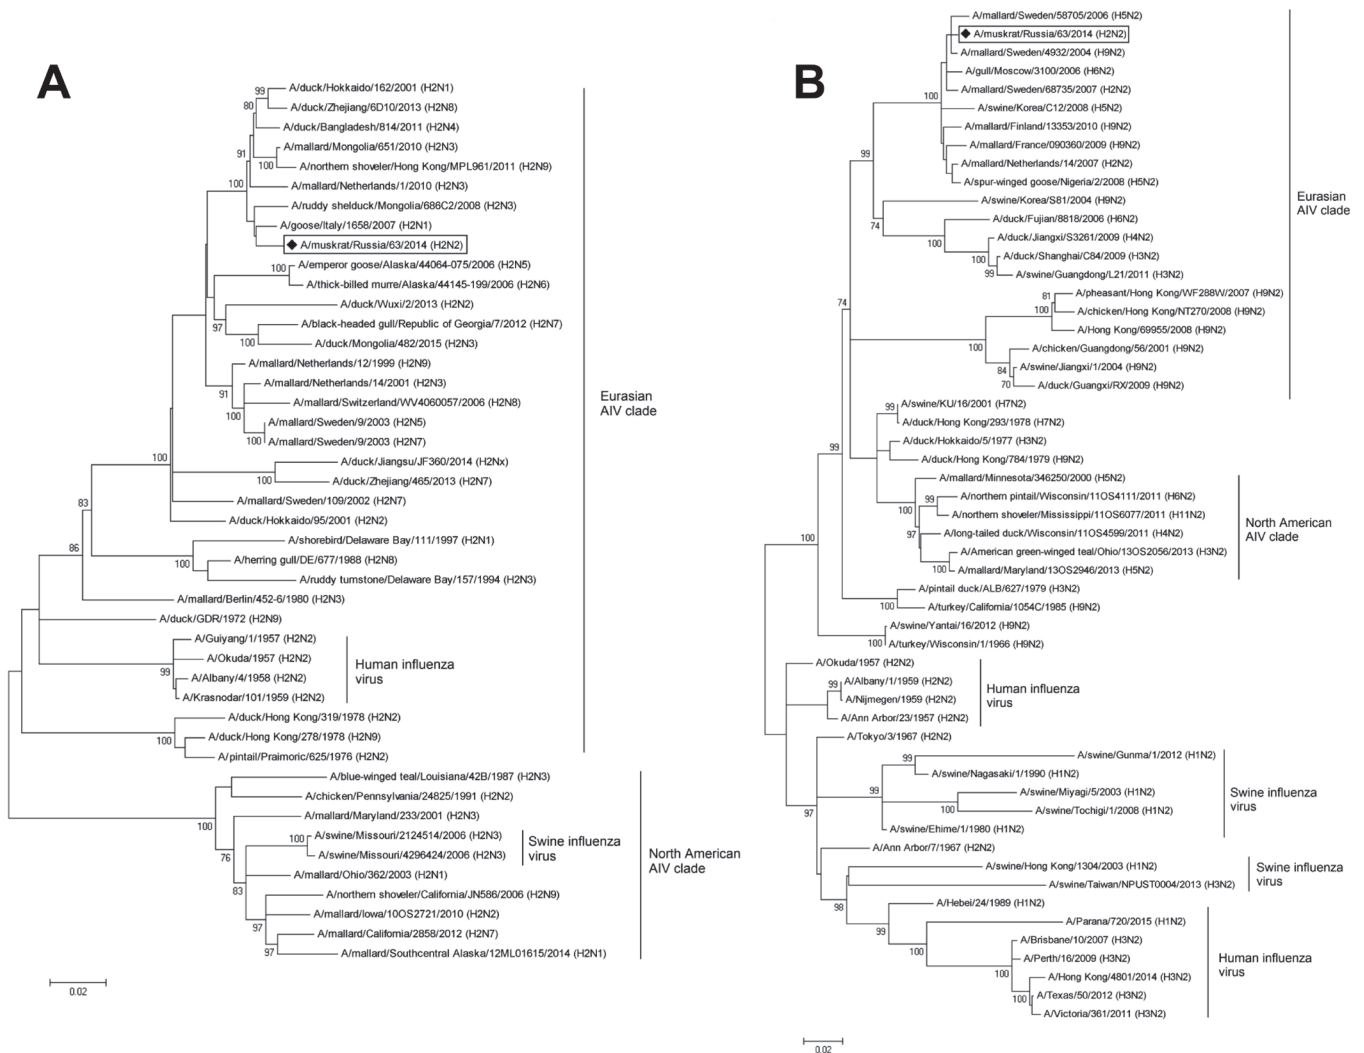 A
99
A/duck/Hokkaido/162/2001 (H2N1)
80
A/duck/Zhejiang/6D10/2013 (H2N8)
A/duck/Bangladesh/814/2011 (H2N4)
91
A/mallard/Mongolia/651/2010 (H2N3)
100
A/northern shoveler/Hong Kong/MPL961/2011 (H2N9)
100
A/mallard/Netherlands/1/2010 (H2N3)
A/ruddy shelduck/Mongolia/686C2/2008 (H2N3)
A/goose/Italy/1658/2007 (H2N1)
A/muskrat/Russia/63/2014 (H2N2)
100
A/emperor goose/Alaska/44064-075/2006 (H2N5)
A/thick-billed murre/Alaska/44145-199/2006 (H2N6)
A/duck/Wuxi/2/2013 (H2N2)
97
A/black-headed gull/Republic of Georgia/7/2012 (H2N7)
100
A/duck/Mongolia/482/2015 (H2N3)
A/mallard/Netherlands/12/1999 (H2N9)
91
A/mallard/Netherlands/14/2001 (H2N3)
A/mallard/Switzerland/WV4060057/2006 (H2N8)
100
A/mallard/Sweden/9/2003 (H2N5)
100
A/mallard/Sweden/9/2003 (H2N7)
Eurasian
AIV clade
100
A/duck/Jiangsu/JF360/2014 (H2Nx)
100
A/duck/Zhejiang/465/2013 (H2N7)
A/mallard/Sweden/109/2002 (H2N7)
83
A/duck/Hokkaido/95/2001 (H2N2)
A/shorebird/Delaware Bay/111/1997 (H2N1)
86
A/herring gull/DE/677/1988 (H2N8)
100
A/ruddy turnstone/Delaware Bay/157/1994 (H2N3)
A/mallard/Berlin/452-6/1980 (H2N3)
A/duck/GDR/1972 (H2N9)
A/Guiyang/1/1957 (H2N2)
A/Okuda/1957 (H2N2)
99
A/Albany/4/1958 (H2N2)
A/Krasnodar/101/1959 (H2N2)
Human influenza
virus
A/duck/Hong Kong/319/1978 (H2N2)
100
A/duck/Hong Kong/278/1978 (H2N9)
A/pintail/Praimoric/625/1976 (H2N2)
A/blue-winged teal/Louisiana/42B/1987 (H2N3)
A/chicken/Pennsylvania/24825/1991 (H2N2)
100
A/mallard/Maryland/233/2001 (H2N3)
100
A/swine/Missouri/2124514/2006 (H2N3)
76
A/swine/Missouri/4296424/2006 (H2N3)
Swine influenza
virus
A/mallard/Ohio/362/2003 (H2N1)
83
A/northern shoveler/California/JN586/2006 (H2N9)
A/mallard/Iowa/10OS2721/2010 (H2N2)
97
A/mallard/California/2858/2012 (H2N7)
97
A/mallard/Southcentral Alaska/12ML01615/2014 (H2N1)
North American
AIV clade
0.02
B
A/mallard/Sweden/58705/2006 (H5N2)
A/muskrat/Russia/63/2014 (H2N2)
A/mallard/Sweden/4932/2004 (H9N2)
A/gull/Moscow/3100/2006 (H6N2)
A/mallard/Sweden/68735/2007 (H2N2)
100
A/swine/Korea/C12/2008 (H5N2)
A/mallard/Finland/13353/2010 (H9N2)
A/mallard/France/090360/2009 (H9N2)
99
A/mallard/Netherlands/14/2007 (H2N2)
A/spur-winged goose/Nigeria/2/2008 (H5N2)
A/swine/Korea/S81/2004 (H9N2)
74
A/duck/Fujian/8818/2006 (H6N2)
100
A/duck/Jiangxi/S3261/2009 (H4N2)
100
A/duck/Shanghai/C84/2009 (H3N2)
99
A/swine/Guangdong/L21/2011 (H3N2)
Eurasian
AIV clade
74
81
A/pheasant/Hong Kong/WF288W/2007 (H9N2)
100
A/chicken/Hong Kong/NT270/2008 (H9N2)
A/Hong Kong/69955/2008 (H9N2)
100
A/chicken/Guangdong/56/2001 (H9N2)
84
A/swine/Jiangxi/1/2004 (H9N2)
70
A/duck/Guangxi/RX/2009 (H9N2)
99
A/swine/KU/16/2001 (H7N2)
A/duck/Hong Kong/293/1978 (H7N2)
99
A/duck/Hokkaido/5/1977 (H3N2)
A/duck/Hong Kong/784/1979 (H9N2)
A/mallard/Minnesota/346250/2000 (H5N2)
99
A/northern pintail/Wisconsin/11OS4111/2011 (H6N2)
100
A/northern shoveler/Mississippi/11OS6077/2011 (H11N2)
97
A/long-tailed duck/Wisconsin/11OS4599/2011 (H4N2)
A/American green-winged teal/Ohio/13OS2056/2013 (H3N2)
100
A/mallard/Maryland/13OS2946/2013 (H5N2)
North American
AIV clade
100
A/pintail duck/ALB/627/1979 (H3N2)
100
A/turkey/California/1054C/1985 (H9N2)
A/swine/Yantai/16/2012 (H9N2)
100
A/turkey/Wisconsin/1/1966 (H9N2)
A/Okuda/1957 (H2N2)
99
A/Albany/1/1959 (H2N2)
A/Nijmegen/1959 (H2N2)
A/Ann Arbor/23/1957 (H2N2)
Human influenza
virus
A/Tokyo/3/1967 (H2N2)
99
A/swine/Gunma/1/2012 (H1N2)
A/swine/Nagasaki/1/1990 (H1N2)
99
A/swine/Miyagi/5/2003 (H1N2)
100
A/swine/Tochigi/1/2008 (H1N2)
97
A/swine/Ehime/1/1980 (H1N2)
Swine influenza
virus
A/Ann Arbor/7/1967 (H2N2)
A/swine/Hong Kong/1304/2003 (H1N2)
A/swine/Taiwan/NPUST0004/2013 (H3N2)
Swine influenza
virus
98
A/Hebei/24/1989 (H1N2)
99
A/Parana/720/2015 (H1N2)
100
A/Brisbane/10/2007 (H3N2)
A/Perth/16/2009 (H3N2)
100
A/Hong Kong/4801/2014 (H3N2)
100
A/Texas/50/2012 (H3N2)
A/Victoria/361/2011 (H3N2)
Human influenza
virus
0.02